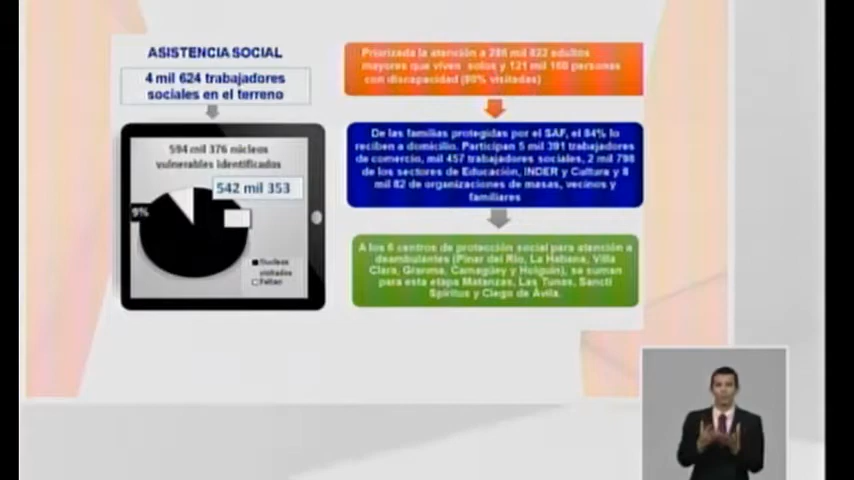 ASISTENCIA SOCIAL
4 mil 624 trabajadores
sociales en el terreno
594 mil 376 núcleos
vulnerables identificados
542 mil 353
9%
Núcleos
visitados
Faltan
Priorizada la atención a 286 mil 822 adultos
mayores que viven solos y 121 mil 168 personas
con discapacidad (90% visitadas)
De las familias protegidas por el SAF, el 84% lo
reciben a domicilio. Participan 5 mil 391 trabajadores
de comercio, mil 457 trabajadores sociales, 2 mil 798
de los sectores de Educación, INDER y Cultura y 8
mil 82 de organizaciones de masas, vecinos y
familiares
A los 6 centros de protección social para atención a
deambulantes (Pinar del Río, La Habana, Villa
Clara, Granma, Camagüey y Holguín), se suman
para esta etapa Matanzas, Las Tunas, Sancti
Spíritus y Ciego de Ávila.